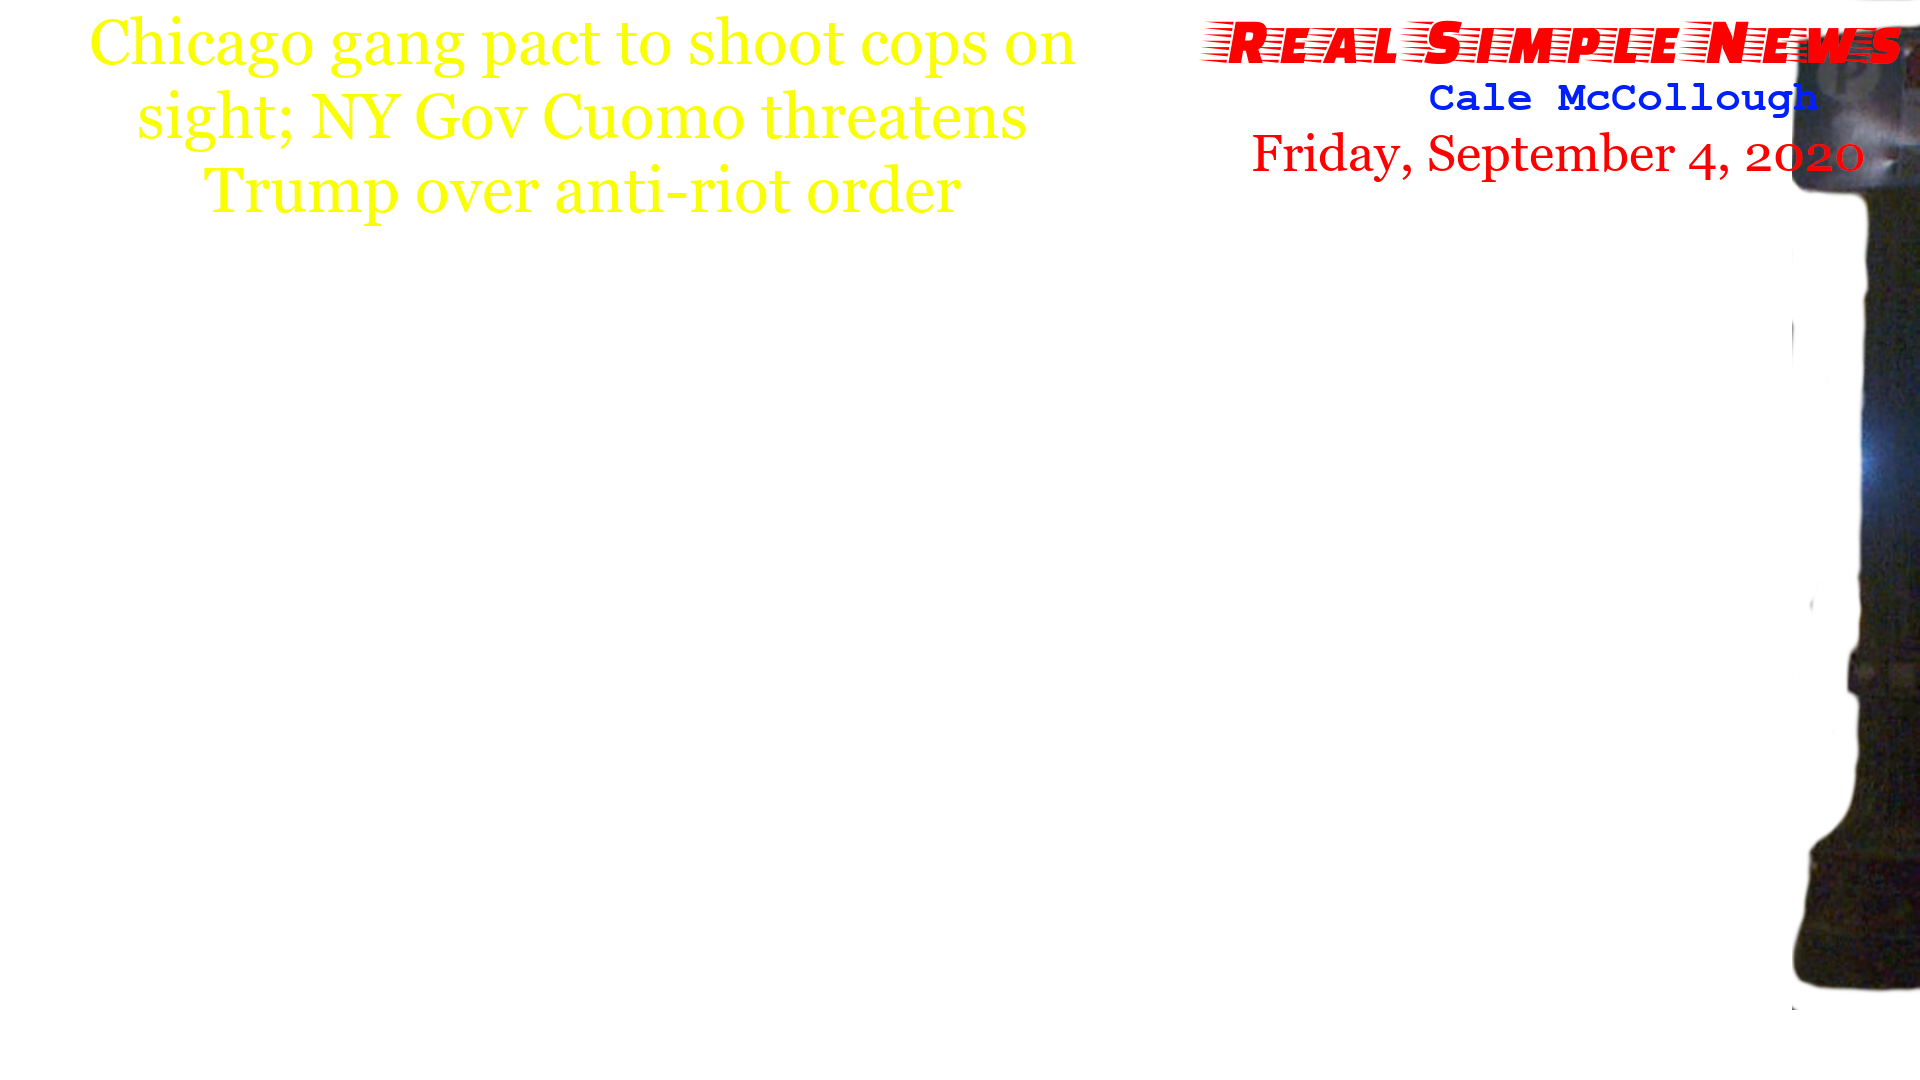 Chicago gang pact to shoot cops on
sight; NY Gov Cuomo threatens
Trump over anti-riot order
Real Simple News
Cale McCollough
Friday, September 4, 2020